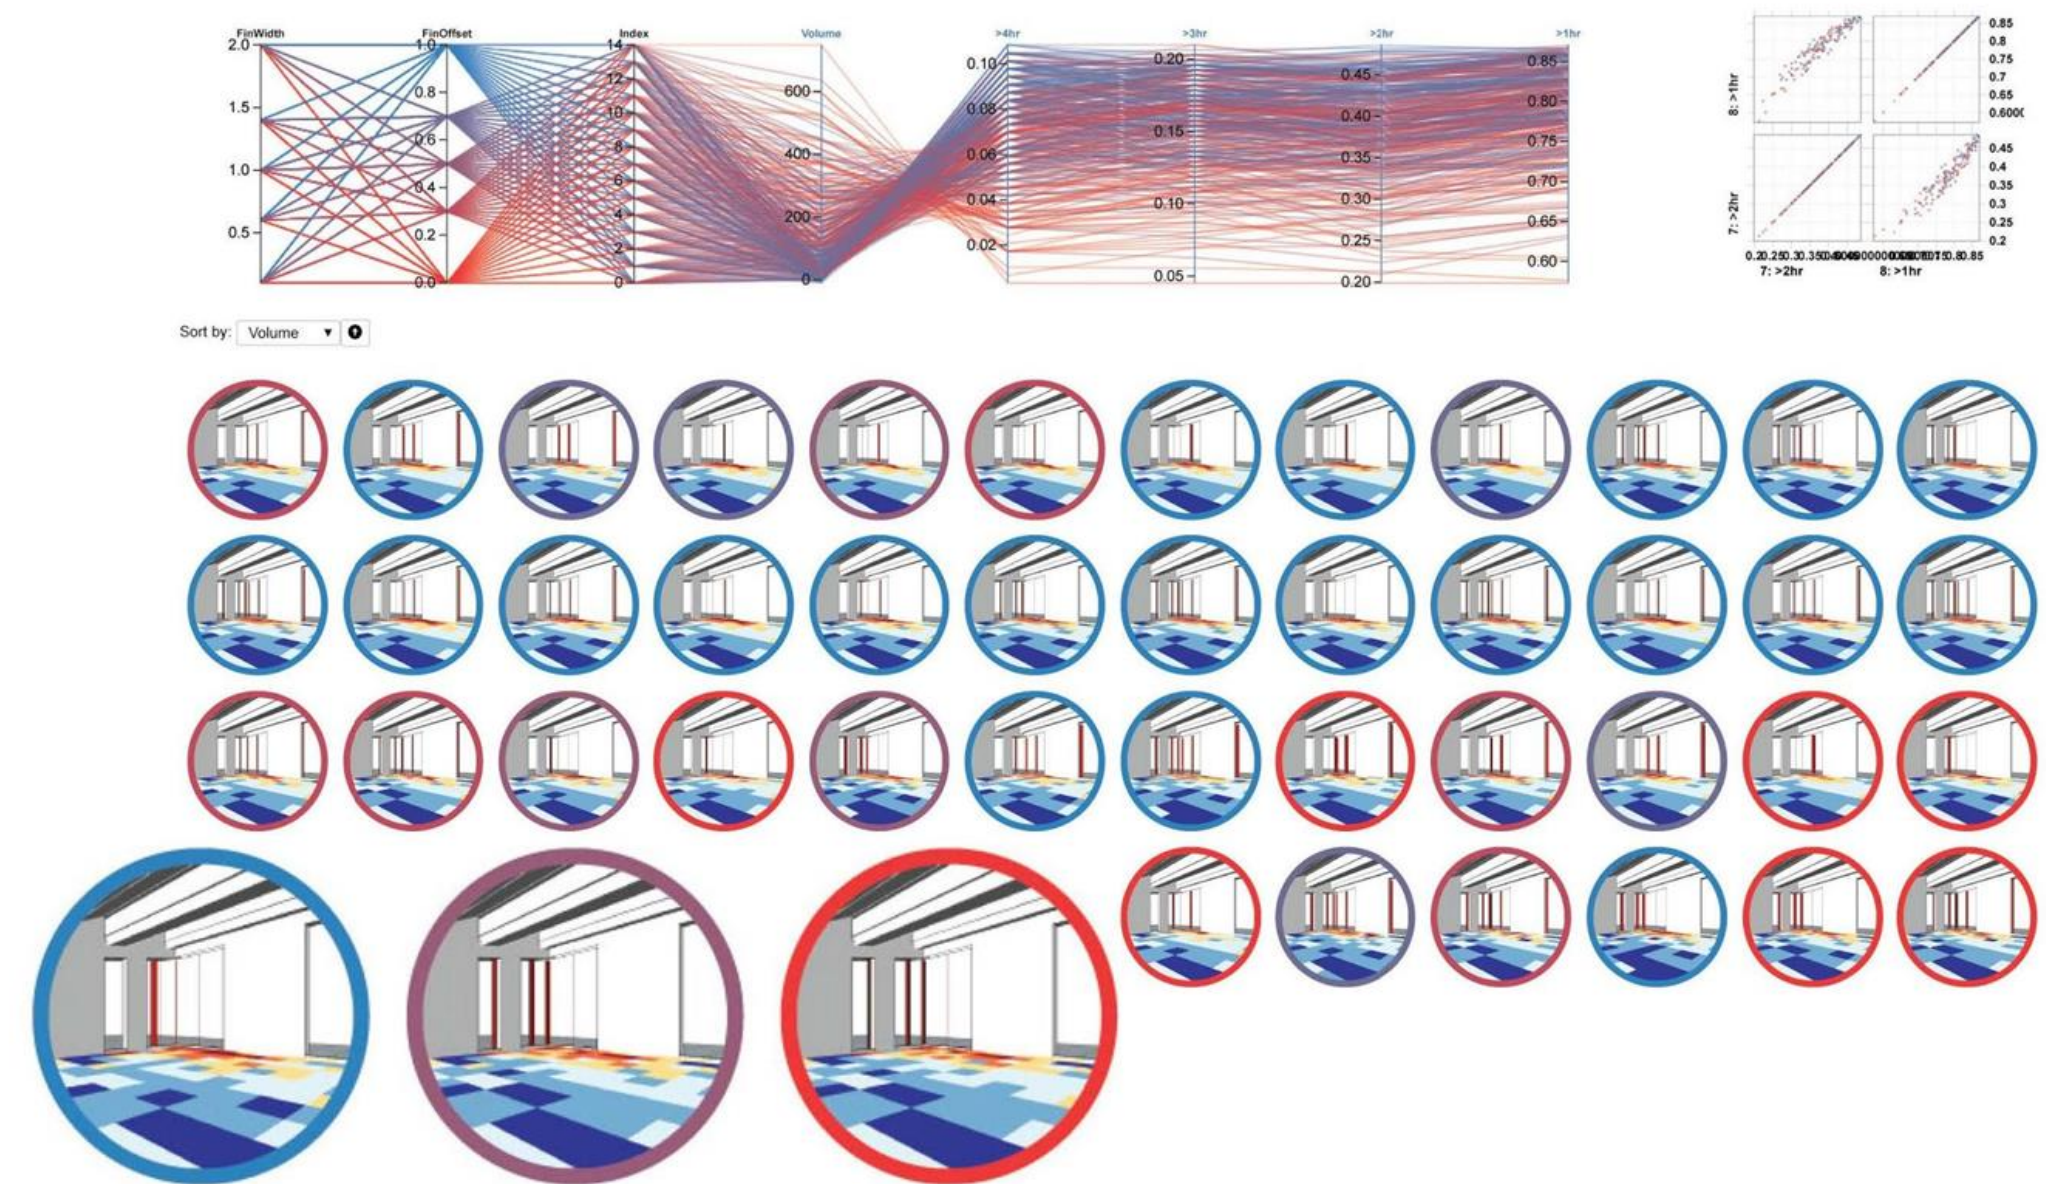 FinWidth FinOffset Index Volume >4hr >3hr >2hr >1hr
2.0 1.5 1.0 0.5
1.0 0.8 0.6 0.4 0.2 0.0
14 12 10 8 6 4 2 0
600 400 200 0
0.10 0.08 0.06 0.04 0.02
0.20 0.15 0.10 0.05
0.45 0.40 0.35 0.30 0.25 0.20
0.85 0.80 0.75 0.70 0.65 0.60
8: >1hr
0.85
0.8
0.75
0.7
0.65
0.600
7: >2hr
0.45
0.4
0.35
0.3
0.25
0.2
7: >2hr 8: >1hr
Sort by: Volume